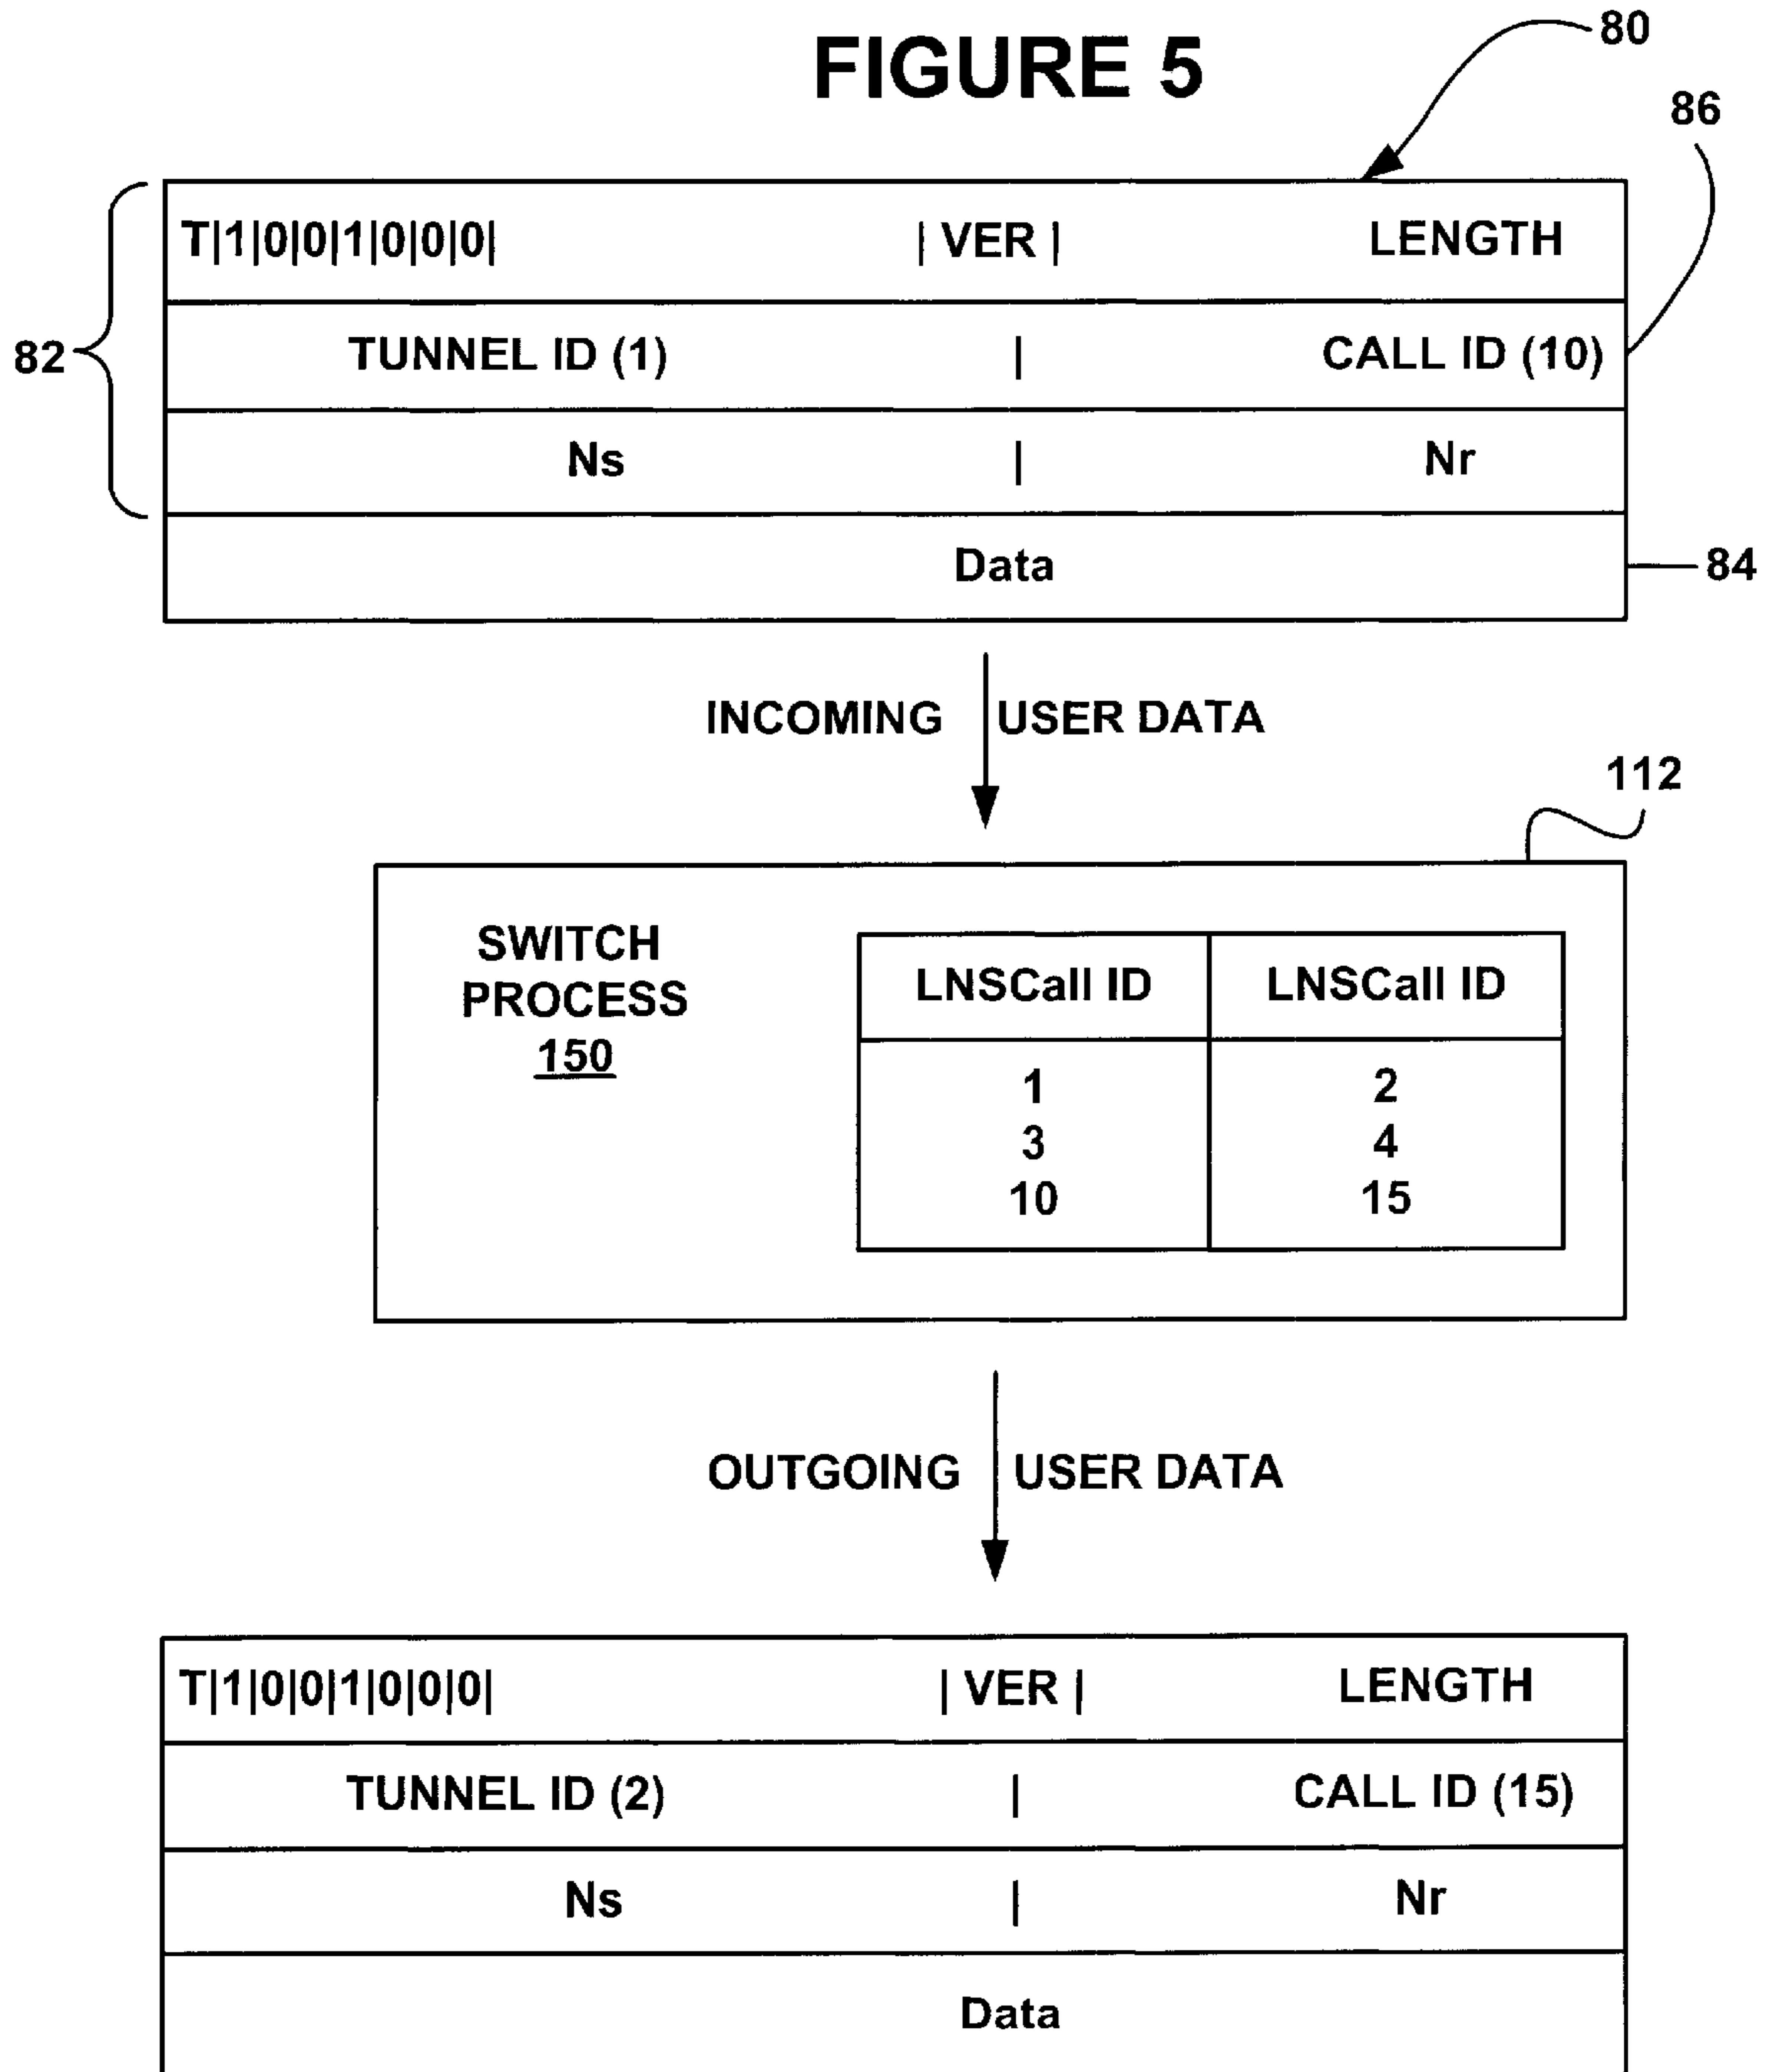 FIGURE 5
80
86
T|1|0|0|1|0|0|0| | VER | LENGTH
82
TUNNEL ID (1) | CALL ID (10)
Ns | Nr
Data
84
INCOMING USER DATA
112
SWITCH
PROCESS
150
LNSCall ID LNSCall ID
1 2
3 4
10 15
OUTGOING USER DATA
T|1|0|0|1|0|0|0| | VER | LENGTH
TUNNEL ID (2) | CALL ID (15)
Ns | Nr
Data